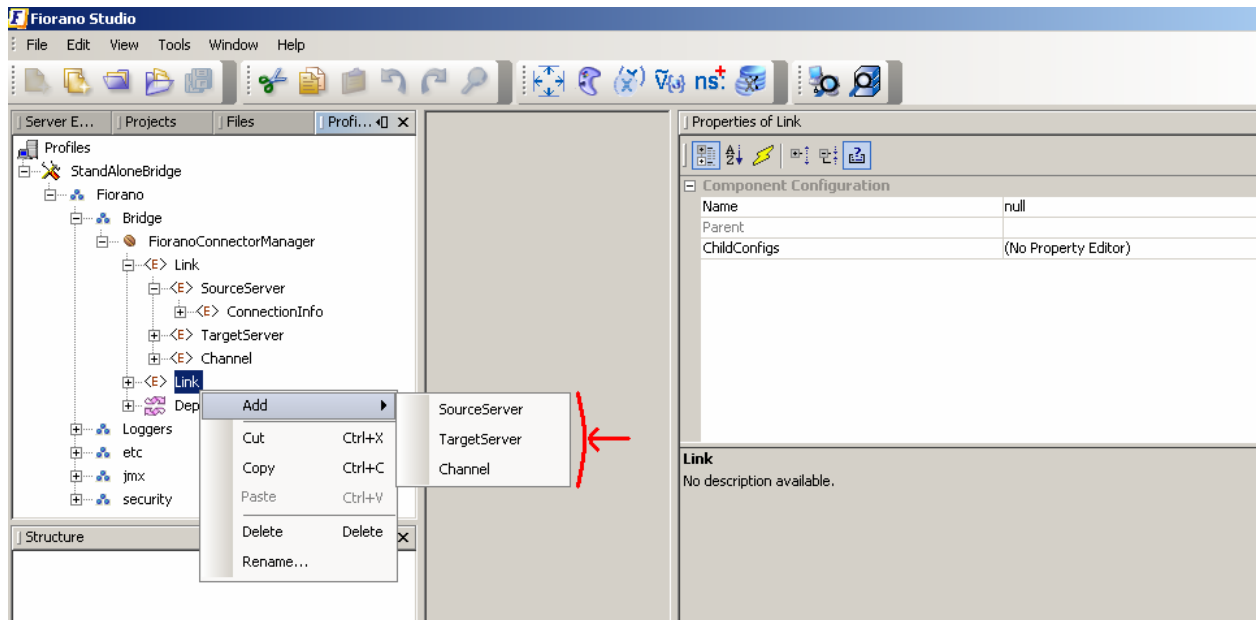 Fiorano Studio
File Edit View Tools Window Help
ns:
Server E... Projects Files Profi...
Profiles
StandAloneBridge
Fiorano
Bridge
FioranoConnectorManager
<E> Link
<E> SourceServer
<E> ConnectionInfo
<E> TargetServer
<E> Channel
<E> Link
Dep
Loggers
etc
jmx
security
Add
Cut Ctrl+X
Copy Ctrl+C
Paste Ctrl+V
Delete Delete
Rename...
SourceServer
TargetServer
Channel
Structure
Properties of Link
Component Configuration
Name null
Parent
ChildConfigs (No Property Editor)
Link
No description available.